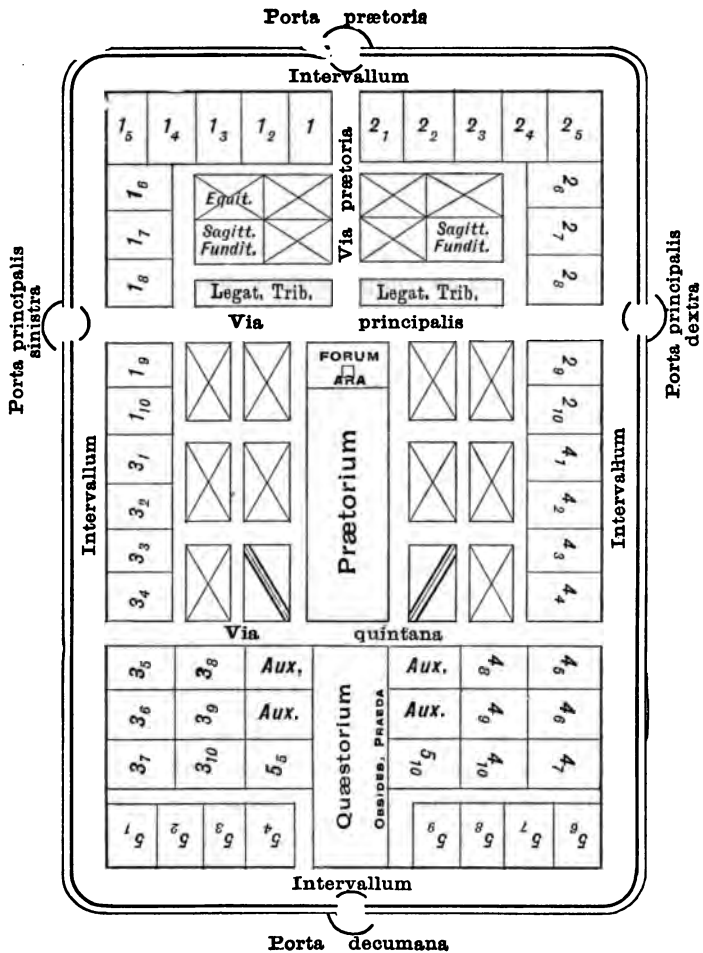 Porta prætoria
Intervallum
1₅ 1₄ 1₃ 1₂ 1 2₁ 2₂ 2₃ 2₄ 2₅
Via prætoria
1₆ 2₆
Equit.
1₇ 2₇
Sagitt. Fundit.
Sagitt. Fundit.
1₈ 2₈
Legat. Trib. Legat. Trib.
Porta principalis
sinistra
Via principalis
Porta principalis
dextra
FORUM
ARA
1₉ 2₉
1₁₀ 2₁₀
3₁ 4₁
3₂ 4₂
3₃ 4₃
3₄ 4₄
Intervallum
Prætorium
Intervallum
Via quintana
3₅ 3₈ Aux. Aux. 4₈ 4₅
3₆ 3₉ Aux. Aux. 4₉ 4₆
3₇ 3₁₀ 5₅ 5₁₀ 4₁₀ 4₇
Quæstorium
OBSIDES, PRAEDA
5₁ 5₂ 5₃ 5₄ 5₉ 5₈ 5₇ 5₆
Intervallum
Porta decumana